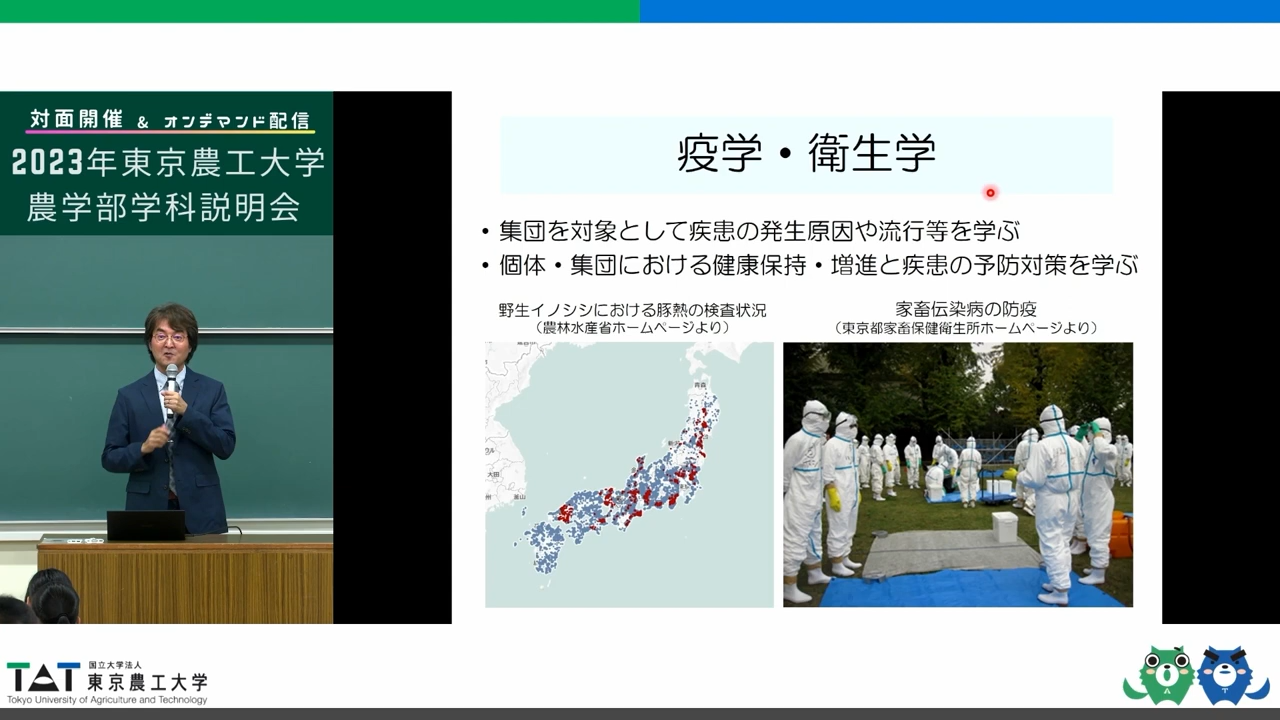 対面開催 & オンデマンド配信
2023年東京農工大学
農学部学科説明会
疫学・衛生学
• 集団を対象として疾患の発生原因や流行等を学ぶ
• 個体・集団における健康保持・増進と疾患の予防対策を学ぶ
野生イノシシにおける豚熱の検査状況
(農林水産省ホームページより)
家畜伝染病の防疫
(東京都家畜保健衛生所ホームページより)
青森
大田
釜山
TAT 国立大学法人
東京農工大学
Tokyo University of Agriculture and Technology
A
T